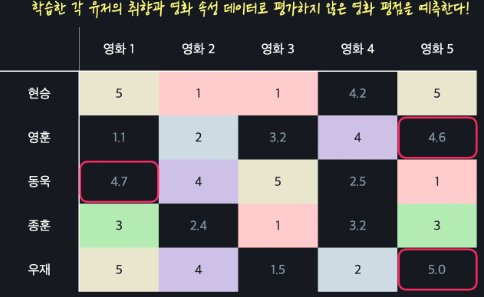 학습한 각 유저의 취향과 영화 속성 데이터로 평가하지 않은 영화 평점을 예측한다!
영화 1 영화 2 영화 3 영화 4 영화 5
현승 5 1 1 4.2 5
영훈 1.1 2 3.2 4 4.6
동욱 4.7 4 5 2.5 1
종훈 3 2.4 1 3.2 3
우재 5 4 1.5 2 5.0